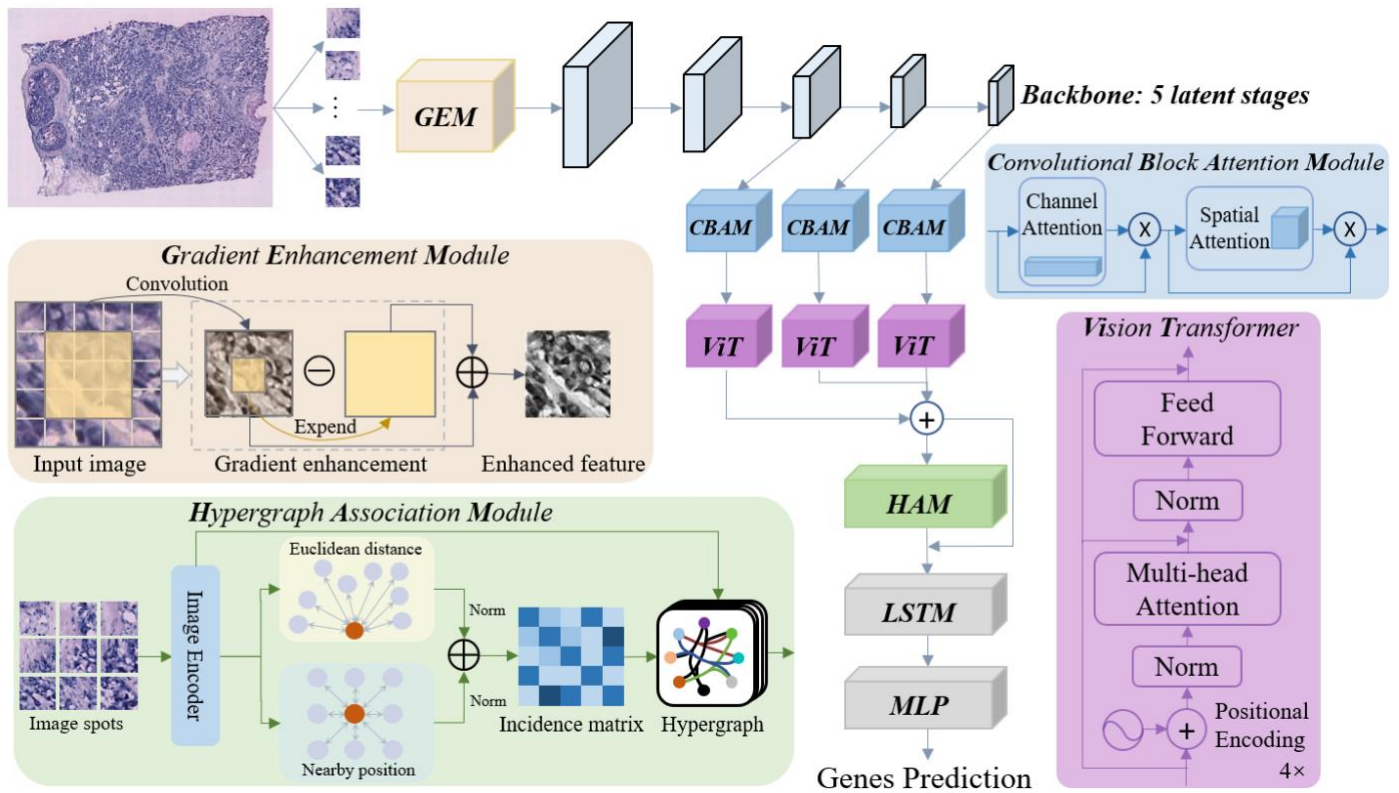 GEM
Backbone: 5 latent stages
CBAM
CBAM
CBAM
ViT
ViT
ViT
+
HAM
LSTM
MLP
Genes Prediction
Convolutional Block Attention Module
Channel
Attention
X
Spatial
Attention
X
Gradient Enhancement Module
Convolution
Expend
Input image
Gradient enhancement
Enhanced feature
Hypergraph Association Module
Image spots
Image Encoder
Euclidean distance
Nearby position
Norm
Norm
Incidence matrix
Hypergraph
Vision Transformer
Feed
Forward
Norm
Multi-head
Attention
Norm
+
Positional
Encoding
4×